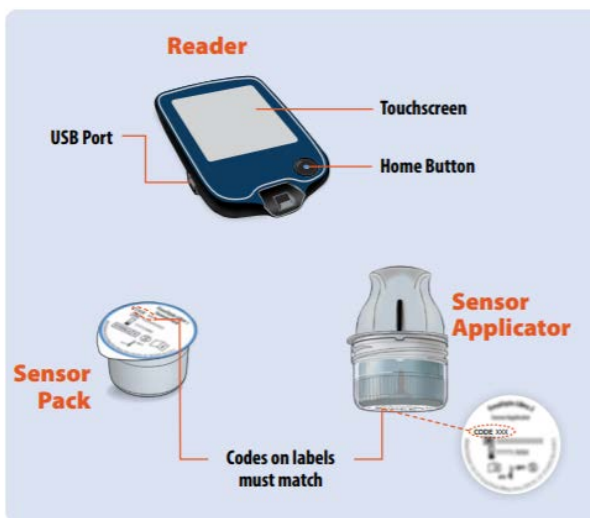 Reader
Touchscreen
USB Port
Home Button
Sensor
Applicator
Sensor
Pack
CODE XXX
Codes on labels
must match